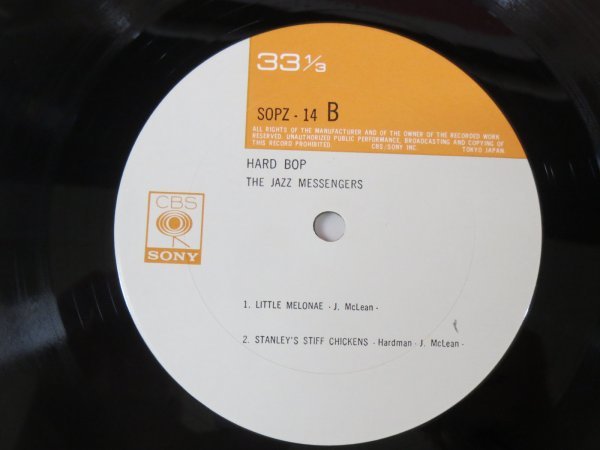 33 1/3
SOPZ - 14 B
ALL RIGHTS OF THE MANUFACTURER AND OF THE OWNER OF THE RECORDED WORK
RESERVED. UNAUTHORIZED PUBLIC PERFORMANCE, BROADCASTING AND COPYING OF
THIS RECORD PROHIBITED. CBS/SONY INC. TOKYO JAPAN.
HARD BOP
THE JAZZ MESSENGERS
CBS
SONY
1. LITTLE MELONAE - J. McLean -
2. STANLEY'S STIFF CHICKENS - Hardman - J. McLean -